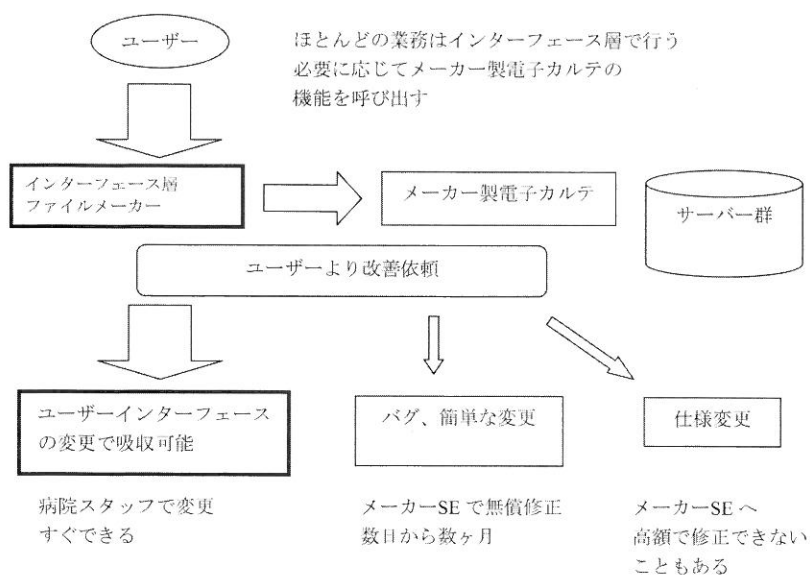 ユーザー
ほとんどの業務はインターフェース層で行う
必要に応じてメーカー製電子カルテの
機能を呼び出す
インターフェース層
ファイルメーカー
メーカー製電子カルテ
サーバー群
ユーザーより改善依頼
ユーザーインターフェース
の変更で吸収可能
バグ、簡単な変更
仕様変更
病院スタッフで変更
すぐできる
メーカーSEで無償修正
数日から数ヶ月
メーカーSEへ
高額で修正できない
こともある